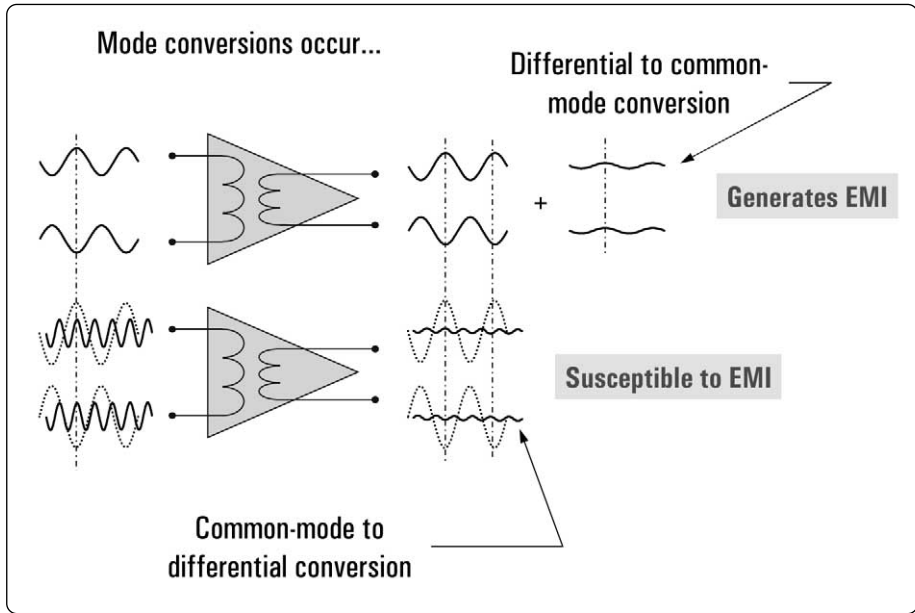 Mode conversions occur...
Differential to common-
mode conversion
+
Generates EMI
Susceptible to EMI
Common-mode to
differential conversion